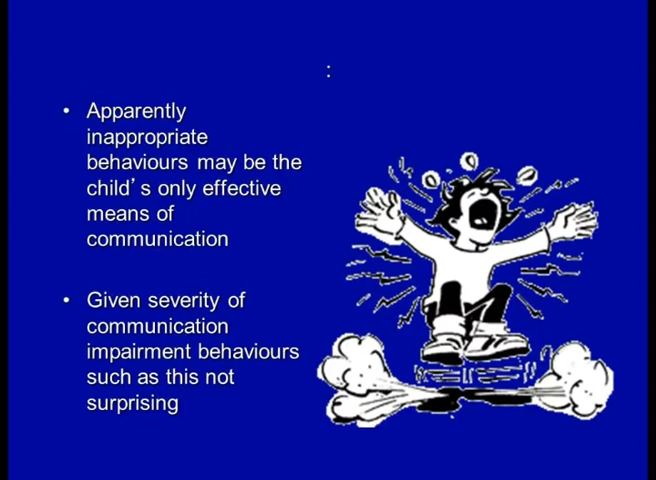 :
• Apparently
inappropriate
behaviours may be the
child’s only effective
means of
communication
• Given severity of
communication
impairment behaviours
such as this not
surprising